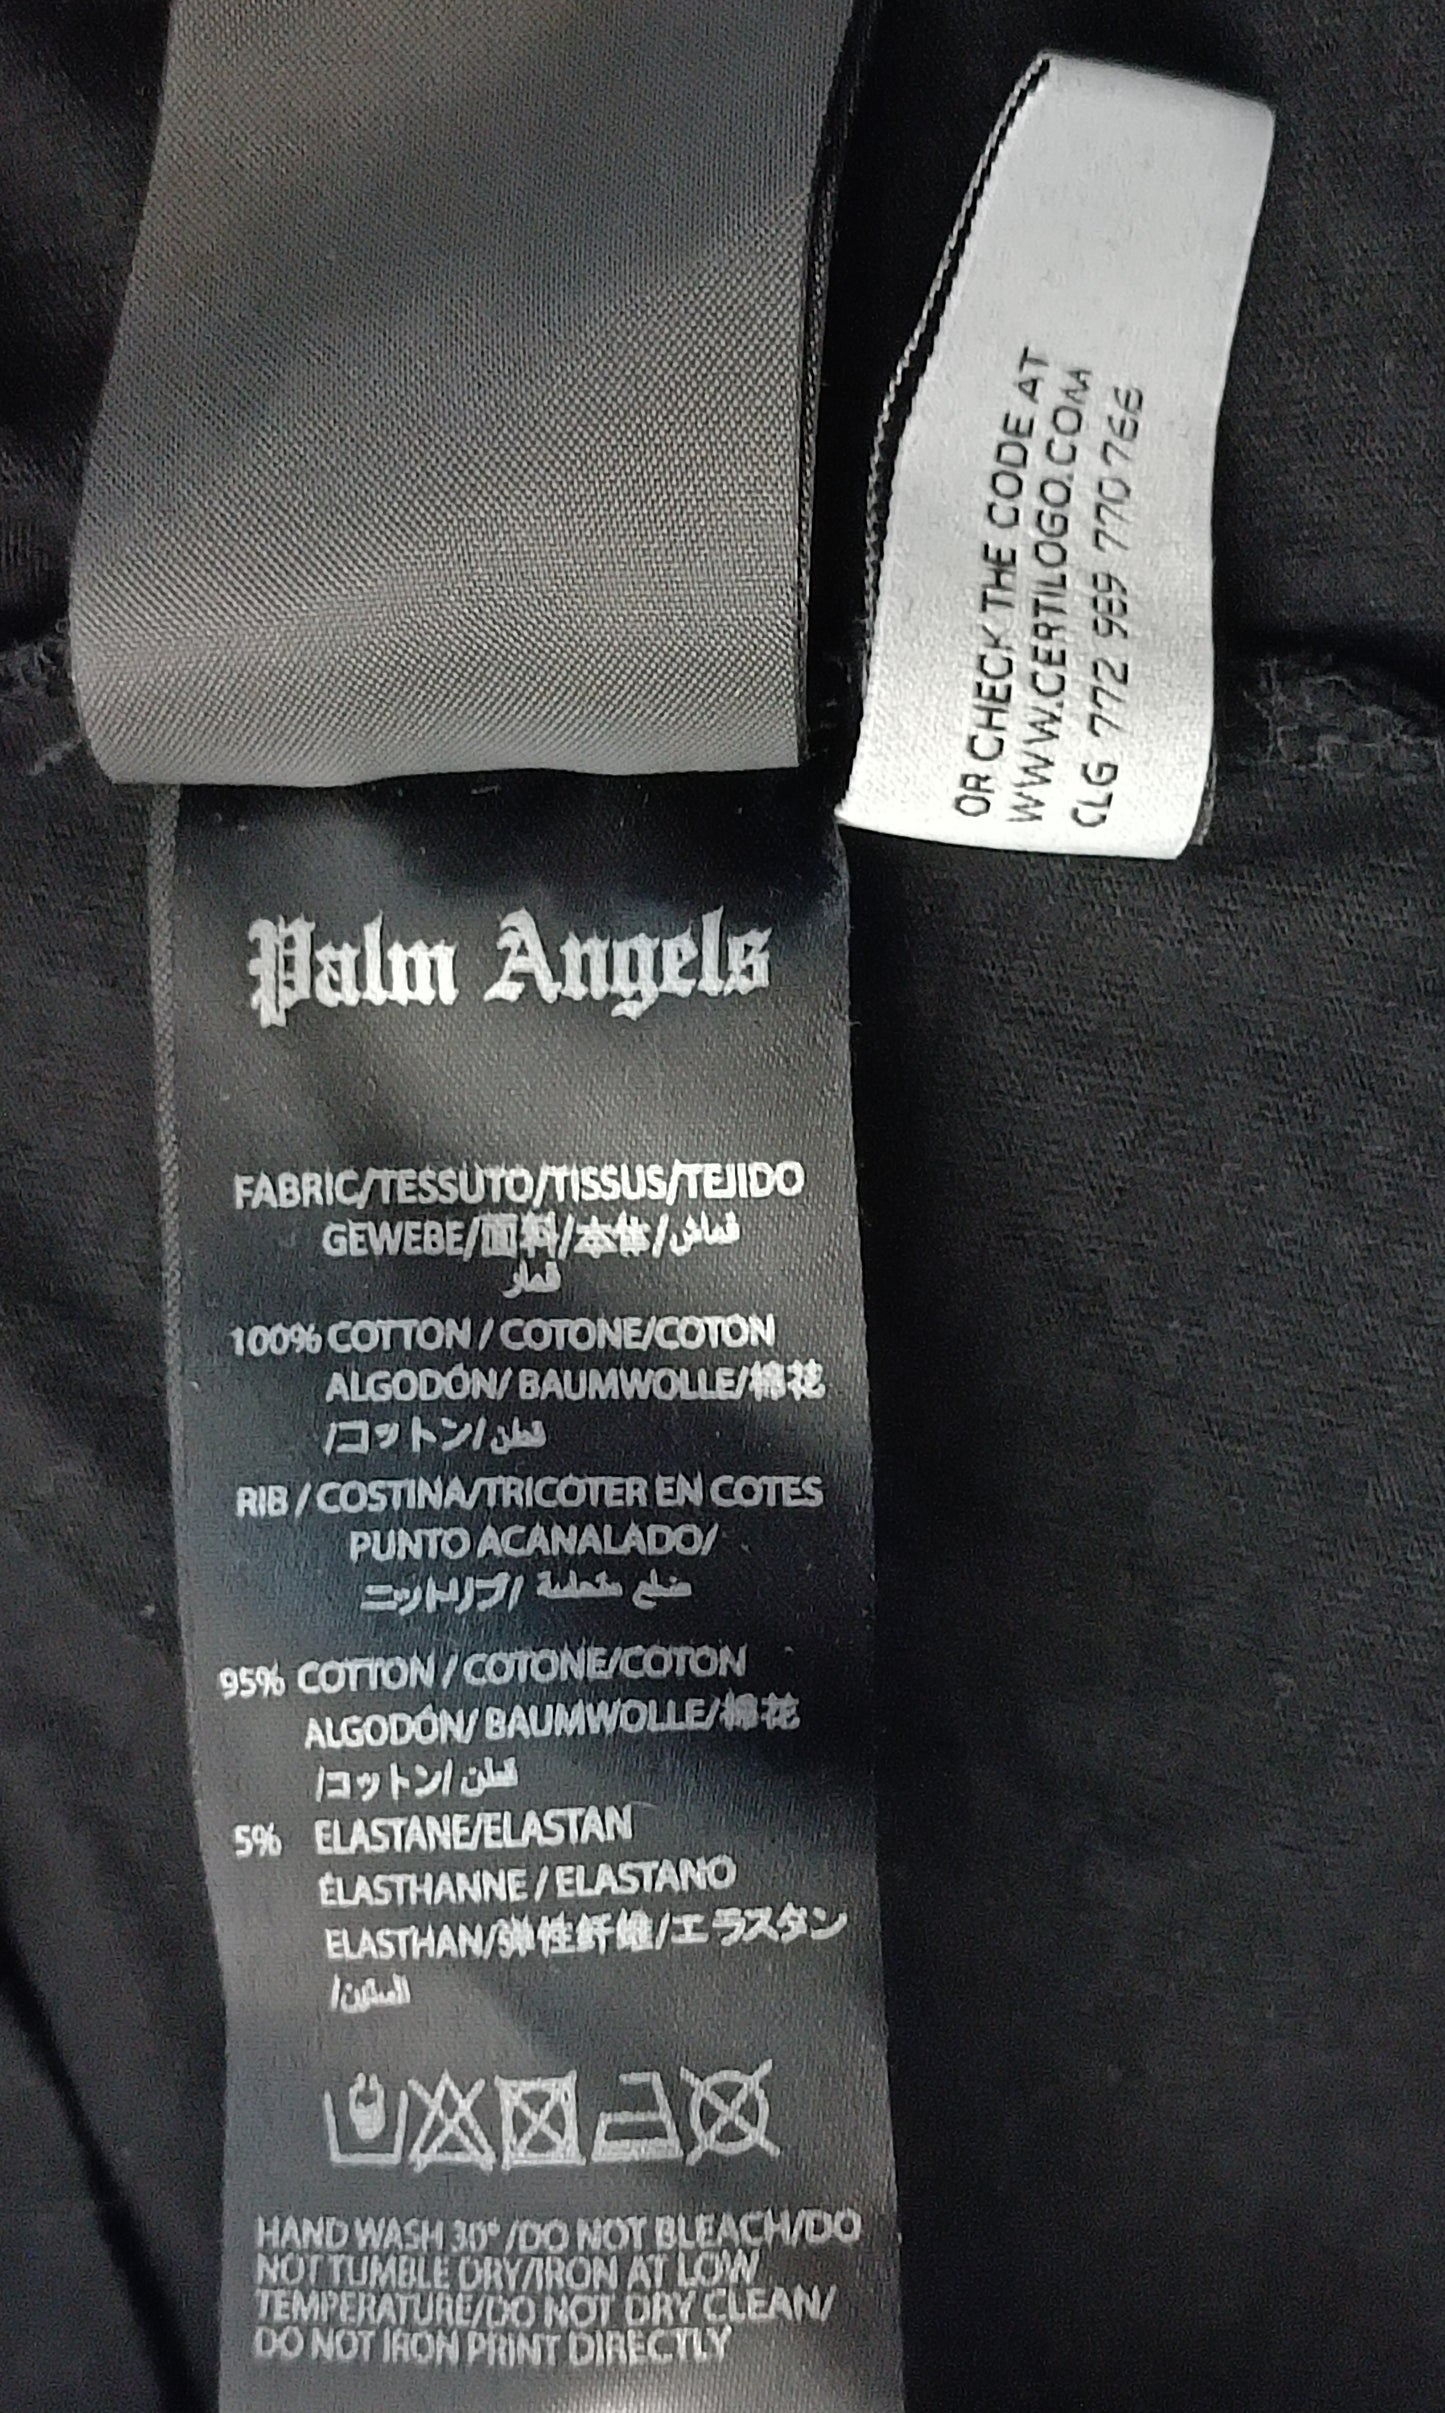 Palm Angels
FABRIC/TESSUTO/TISSUS/TEJIDO
GEWEBE/面料/本体/قماش
قمار
100% COTTON / COTONE/COTON
ALGODÓN/ BAUMWOLLE/棉花
/コットン/قطن
RIB / COSTINA/TRICOTER EN COTES
PUNTO ACANALADO/
ニットリブ/ ضلع
95% COTTON / COTONE/COTON
ALGODÓN/ BAUMWOLLE/棉花
/コットン/قطن
5% ELASTANE/ELASTAN
ÉLASTHANNE / ELASTANO
ELASTHAN/弹性纤维/エラスタン
HAND WASH 30° /DO NOT BLEACH/DO
NOT TUMBLE DRY/IRON AT LOW
TEMPERATURE/DO NOT DRY CLEAN/
DO NOT IRON PRINT DIRECTLY
OR CHECK THE CODE AT
WWW.CERTILOGO.COM
CLG 772 989 770 766